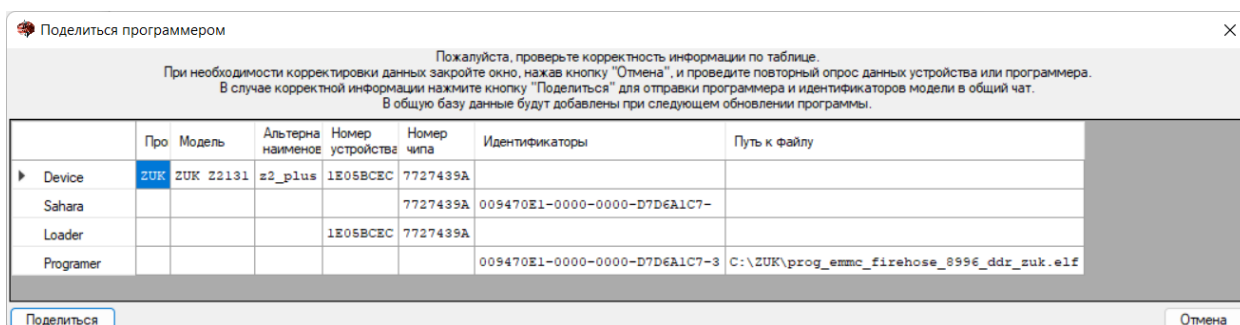 Поделиться программером
Пожалуйста, проверьте корректность информации по таблице.
При необходимости корректировки данных закройте окно, нажав кнопку "Отмена", и проведите повторный опрос данных устройства или программера.
В случае корректной информации нажмите кнопку "Поделиться" для отправки программера и идентификаторов модели в общий чат.
В общую базу данные будут добавлены при следующем обновлении программы.
Про Модель Альтерна наименов Номер устройства Номер чипа Идентификаторы Путь к файлу
Device ZUK ZUK Z2131 z2_plus 1E05BCEC 7727439A
Sahara 7727439A 009470E1-0000-0000-D7D6A1C7-
Loader 1E05BCEC 7727439A
Programer 009470E1-0000-0000-D7D6A1C7-3 C:\ZUK\prog_emmc_firehose_8996_ddr_zuk.elf
Поделиться Отмена